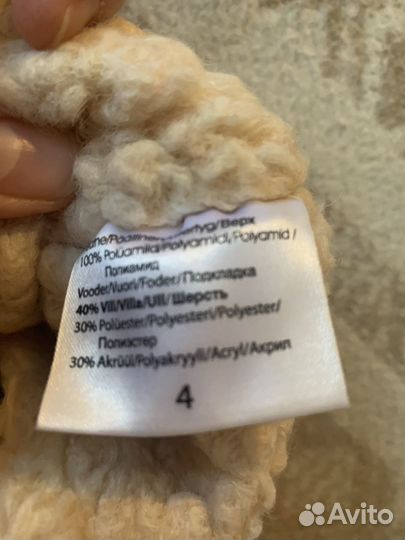 100% Polüamiid/Polyamidi/Polyamid/
Полиамид
Vooder/Vuori/Foder/Подкладка
40% Vill/Villa/Ull/Шерсть
30% Polüester/Polyesteri/Polyester/
Полиэстер
30% Akrüül/Polyakryyli/Acryl/Акрил
4
Avito